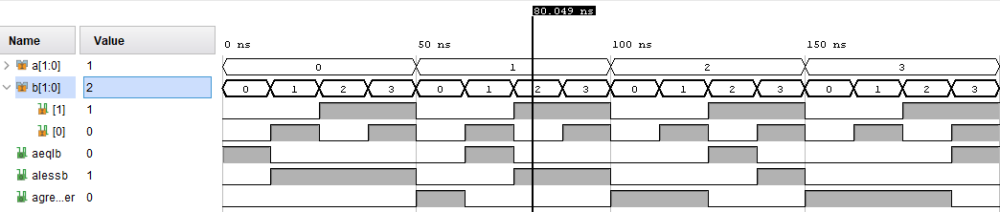 80.049 ns
Name Value
0 ns 50 ns 100 ns 150 ns
a[1:0] 1 0 1 2 3
b[1:0] 2 0 1 2 3 0 1 2 3 0 1 2 3 0 1 2 3
[1] 1
[0] 0
aeqlb 0
alessb 1
agre...er 0